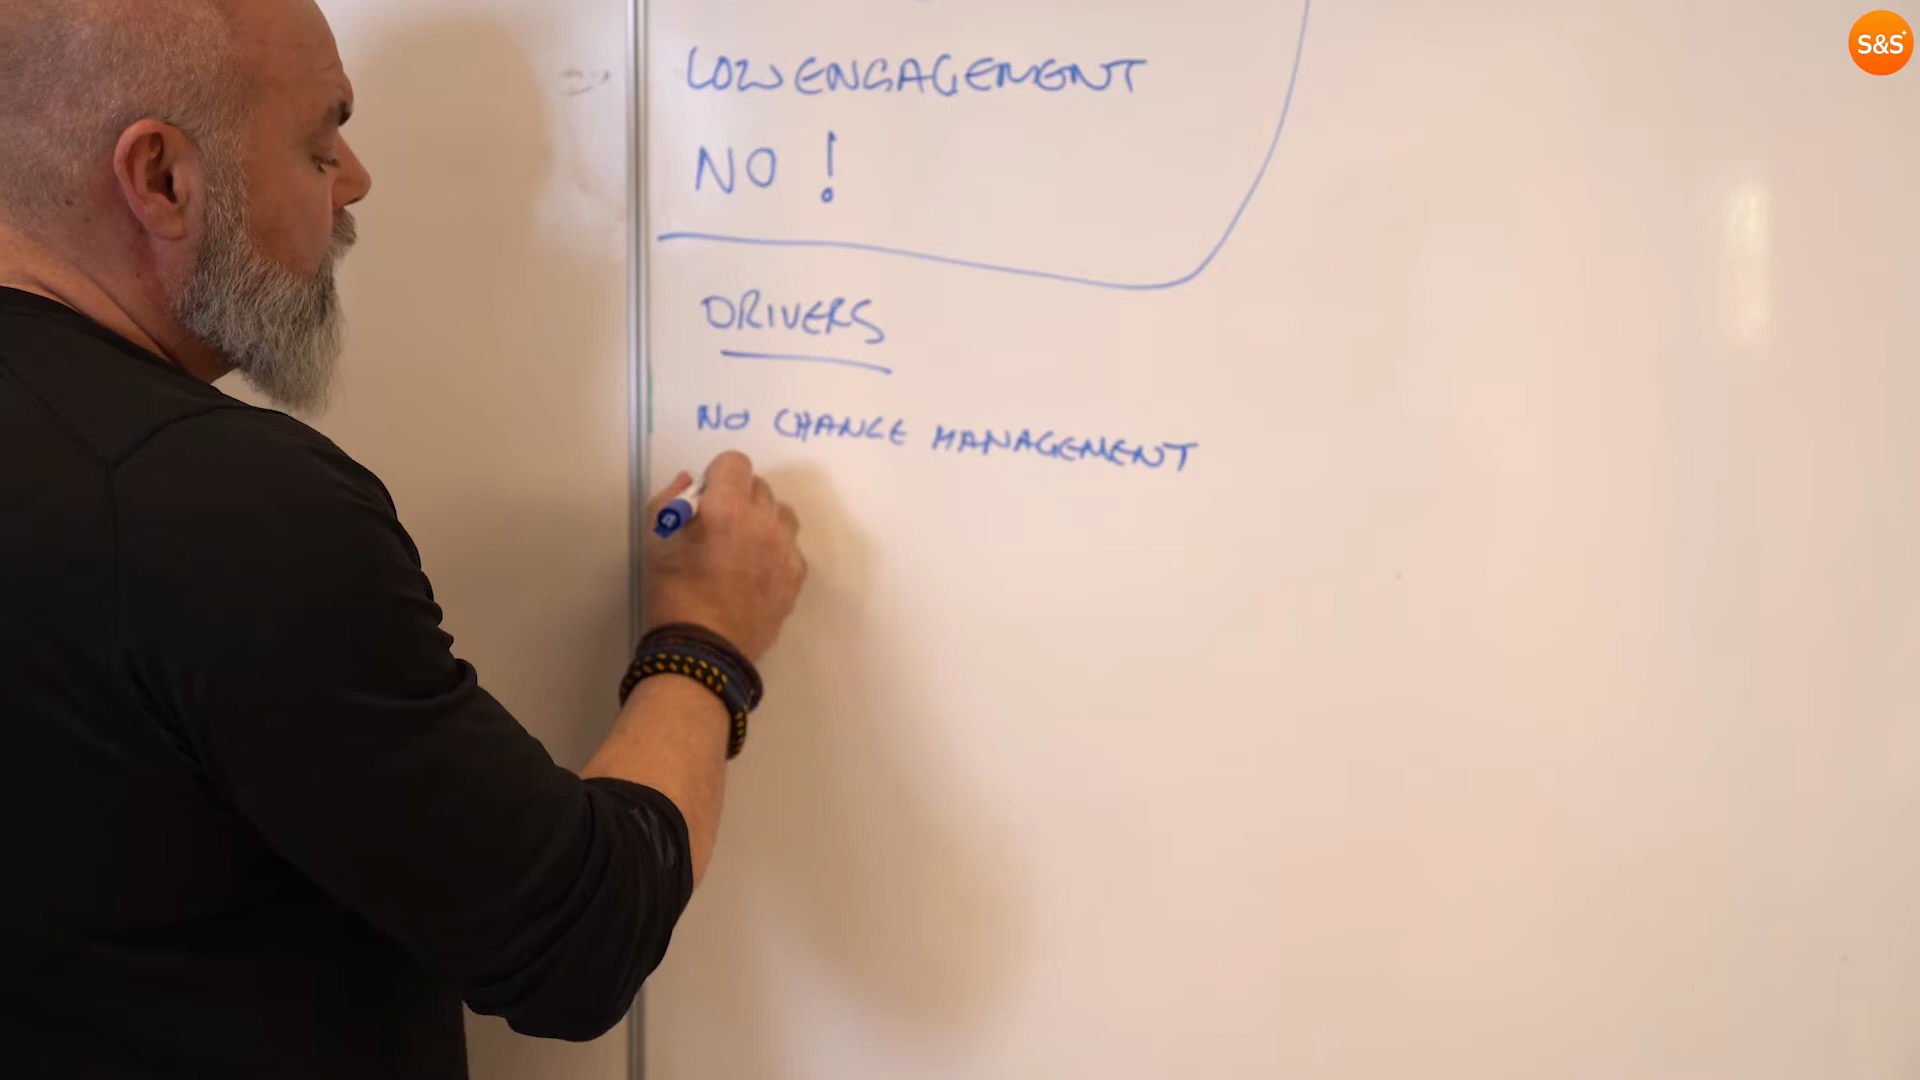 S&S+
LOW ENGAGEMENT
NO!
DRIVERS
NO CHANGE MANAGEMENT